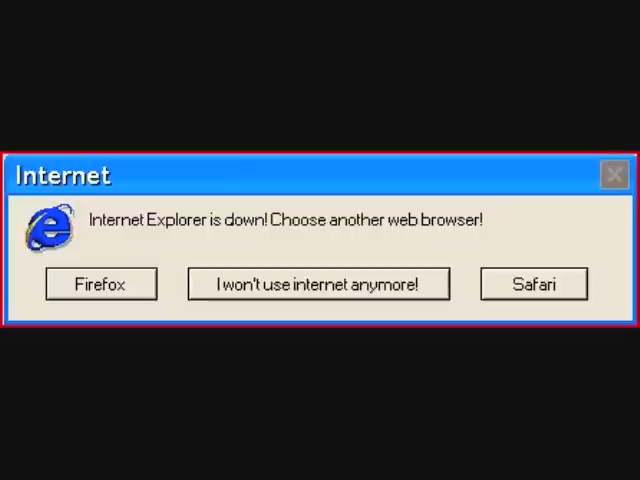 Internet
Internet Explorer is down! Choose another web browser!
Firefox
I won't use internet anymore!
Safari